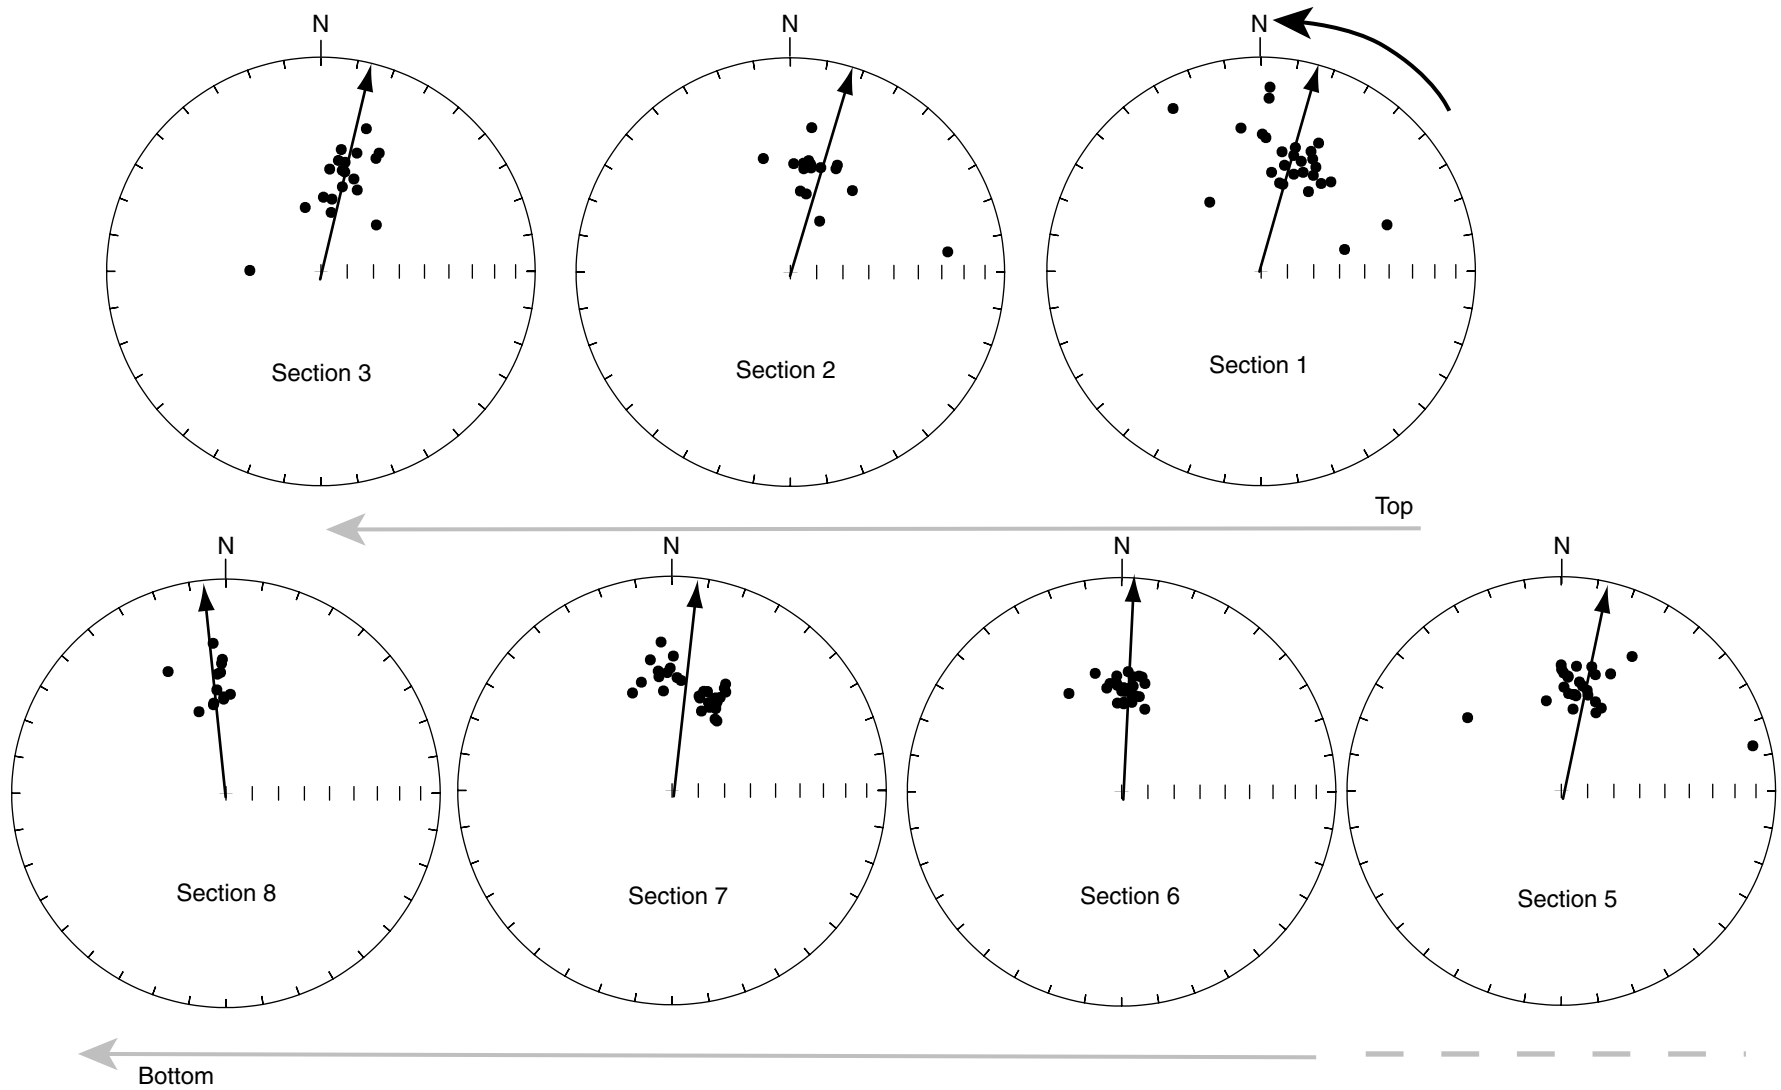 N
N
N
Section 3
Section 2
Section 1
Top
N
N
N
N
Section 8
Section 7
Section 6
Section 5
Bottom